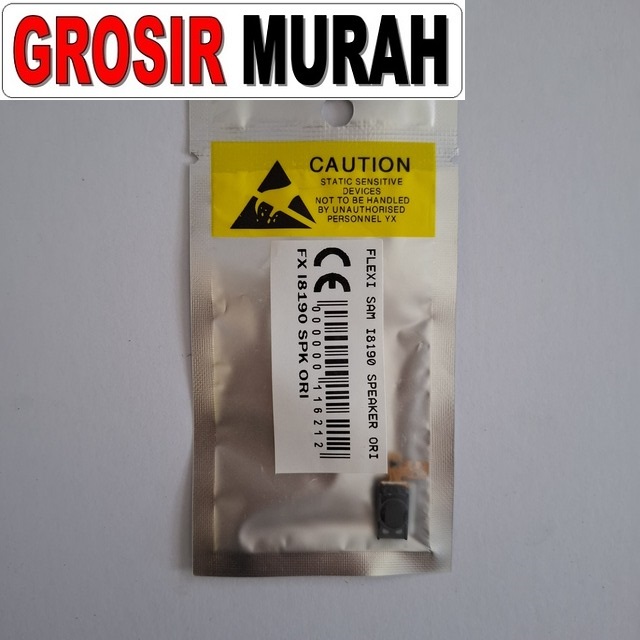 GROSIR MURAH
CAUTION
STATIC SENSITIVE
DEVICES
NOT TO BE HANDLED
BY UNAUTHORISED
PERSONNEL YX
FLEXI SAM I8190 SPEAKER ORI
CE
000000116212
FX I8190 SPK ORI